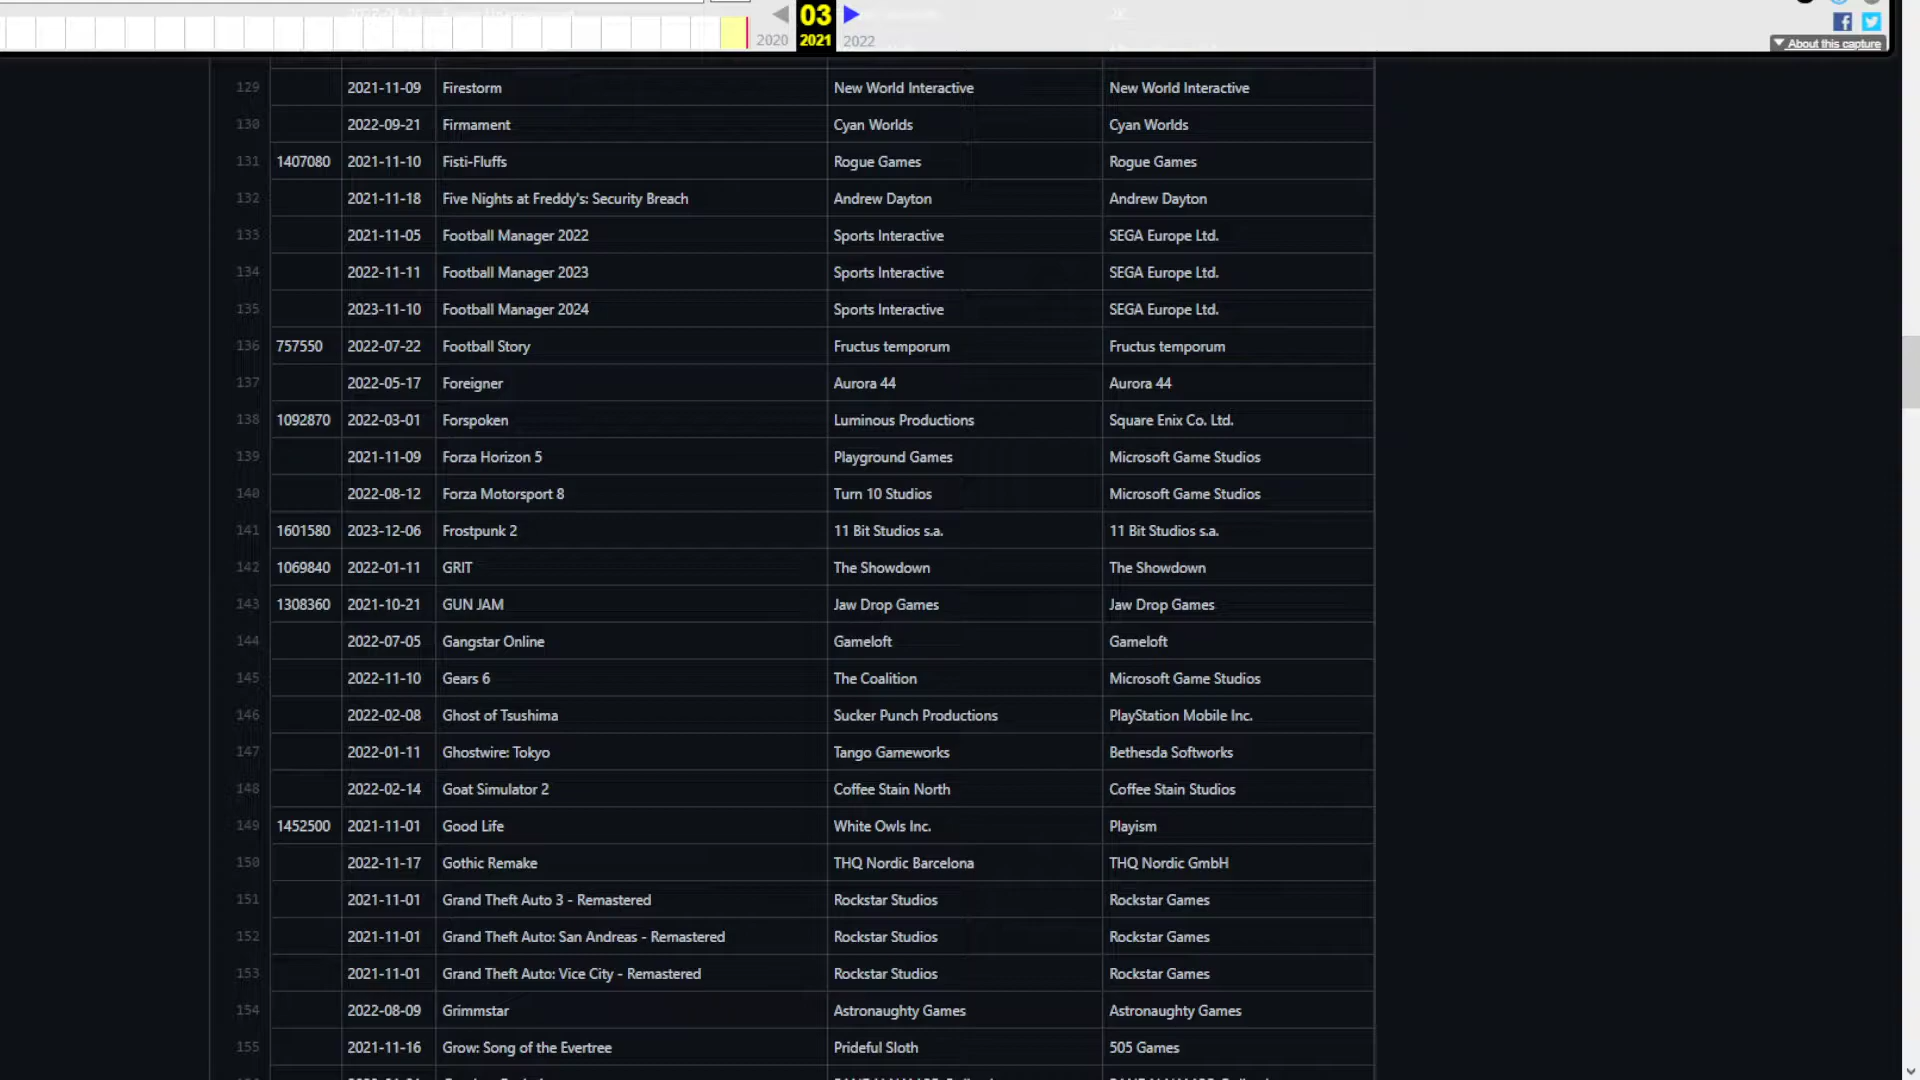 03
2020 2021 2022
About this capture
129 2021-11-09 Firestorm New World Interactive New World Interactive
130 2022-09-21 Firmament Cyan Worlds Cyan Worlds
131 1407080 2021-11-10 Fisti-Fluffs Rogue Games Rogue Games
132 2021-11-18 Five Nights at Freddy's: Security Breach Andrew Dayton Andrew Dayton
133 2021-11-05 Football Manager 2022 Sports Interactive SEGA Europe Ltd.
134 2022-11-11 Football Manager 2023 Sports Interactive SEGA Europe Ltd.
135 2023-11-10 Football Manager 2024 Sports Interactive SEGA Europe Ltd.
136 757550 2022-07-22 Football Story Fructus temporum Fructus temporum
137 2022-05-17 Foreigner Aurora 44 Aurora 44
138 1092870 2022-03-01 Forspoken Luminous Productions Square Enix Co. Ltd.
139 2021-11-09 Forza Horizon 5 Playground Games Microsoft Game Studios
140 2022-08-12 Forza Motorsport 8 Turn 10 Studios Microsoft Game Studios
141 1601580 2023-12-06 Frostpunk 2 11 Bit Studios s.a. 11 Bit Studios s.a.
142 1069840 2022-01-11 GRIT The Showdown The Showdown
143 1308360 2021-10-21 GUN JAM Jaw Drop Games Jaw Drop Games
144 2022-07-05 Gangstar Online Gameloft Gameloft
145 2022-11-10 Gears 6 The Coalition Microsoft Game Studios
146 2022-02-08 Ghost of Tsushima Sucker Punch Productions PlayStation Mobile Inc.
147 2022-01-11 Ghostwire: Tokyo Tango Gameworks Bethesda Softworks
148 2022-02-14 Goat Simulator 2 Coffee Stain North Coffee Stain Studios
149 1452500 2021-11-01 Good Life White Owls Inc. Playism
150 2022-11-17 Gothic Remake THQ Nordic Barcelona THQ Nordic GmbH
151 2021-11-01 Grand Theft Auto 3 - Remastered Rockstar Studios Rockstar Games
152 2021-11-01 Grand Theft Auto: San Andreas - Remastered Rockstar Studios Rockstar Games
153 2021-11-01 Grand Theft Auto: Vice City - Remastered Rockstar Studios Rockstar Games
154 2022-08-09 Grimmstar Astronaughty Games Astronaughty Games
155 2021-11-16 Grow: Song of the Evertree Prideful Sloth 505 Games